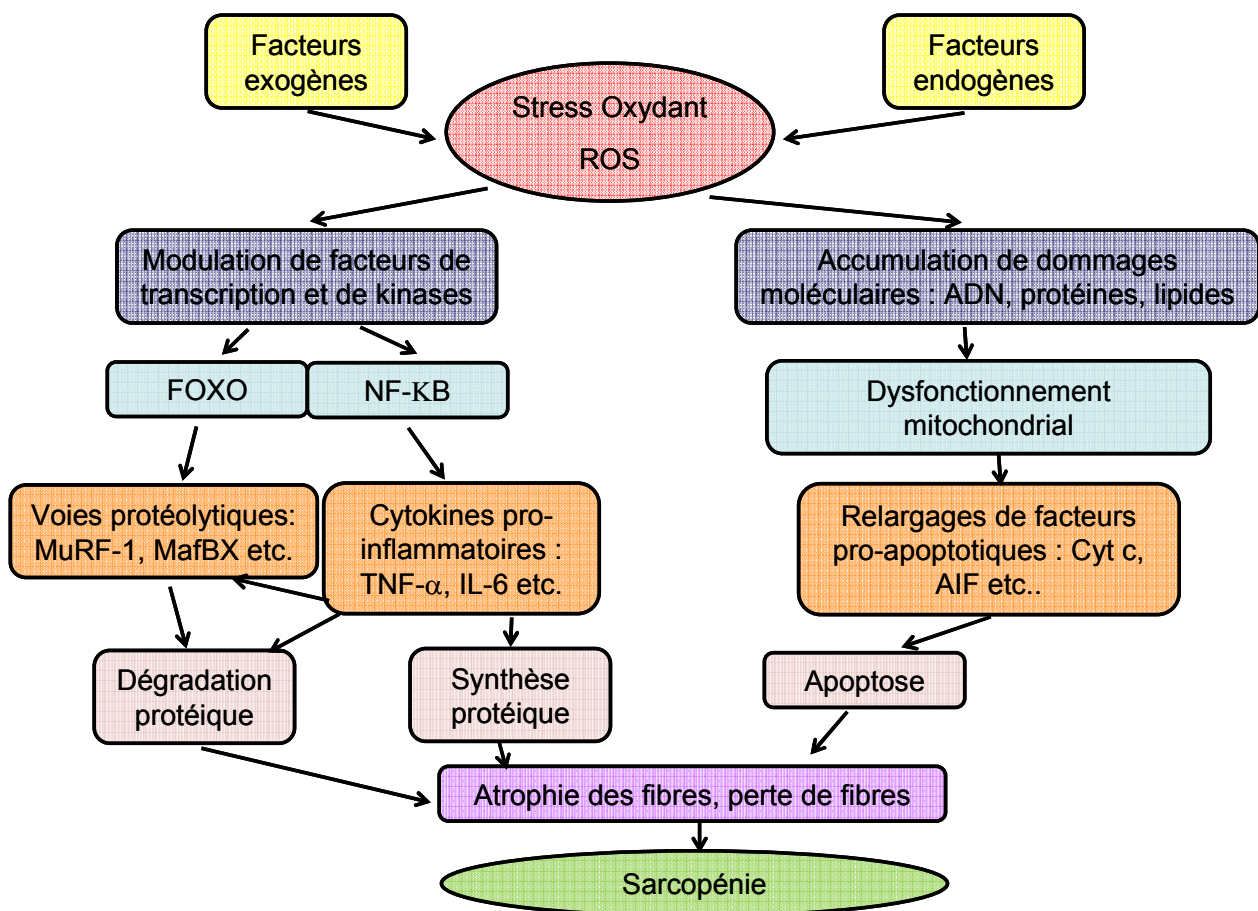 Facteurs
exogènes
Facteurs
endogènes
Stress Oxydant
ROS
Modulation de facteurs de
transcription et de kinases
Accumulation de dommages
moléculaires : ADN, protéines, lipides
FOXO
NF-KB
Dysfonctionnement
mitochondrial
Voies protéolytiques:
MuRF-1, MafBX etc.
Cytokines pro-
inflammatoires :
TNF-α, IL-6 etc.
Relargages de facteurs
pro-apoptotiques : Cyt c,
AIF etc..
Dégradation
protéique
Synthèse
protéique
Apoptose
Atrophie des fibres, perte de fibres
Sarcopénie